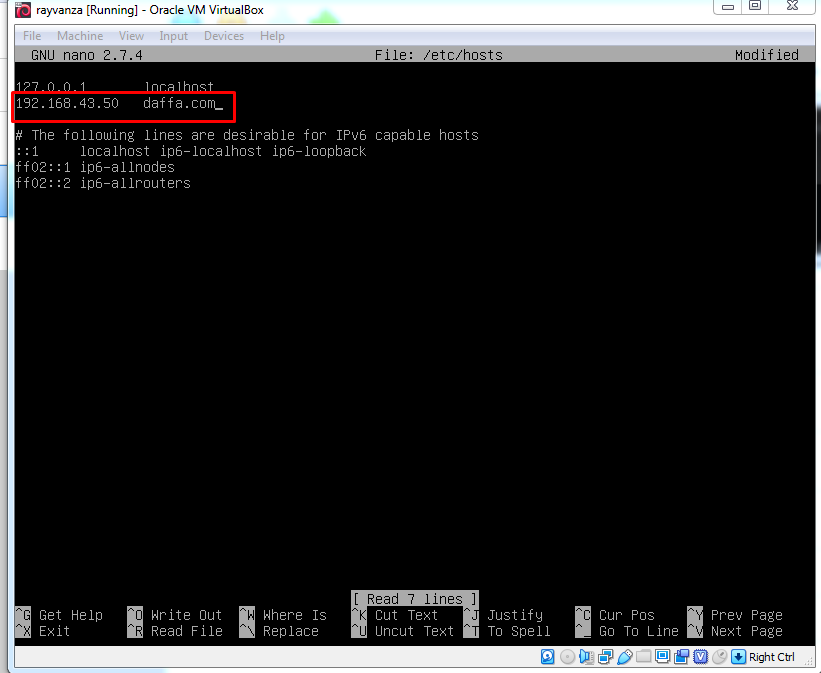 rayvanza [Running] - Oracle VM VirtualBox
File Machine View Input Devices Help
GNU nano 2.7.4 File: /etc/hosts Modified
127.0.0.1 localhost
192.168.43.50 daffa.com_
# The following lines are desirable for IPv6 capable hosts
::1 localhost ip6-localhost ip6-loopback
ff02::1 ip6-allnodes
ff02::2 ip6-allrouters
[ Read 7 lines ]
^G Get Help ^O Write Out ^W Where Is ^K Cut Text ^J Justify ^C Cur Pos ^Y Prev Page
^X Exit ^R Read File ^\ Replace ^U Uncut Text ^T To Spell ^_ Go To Line ^V Next Page
Right Ctrl